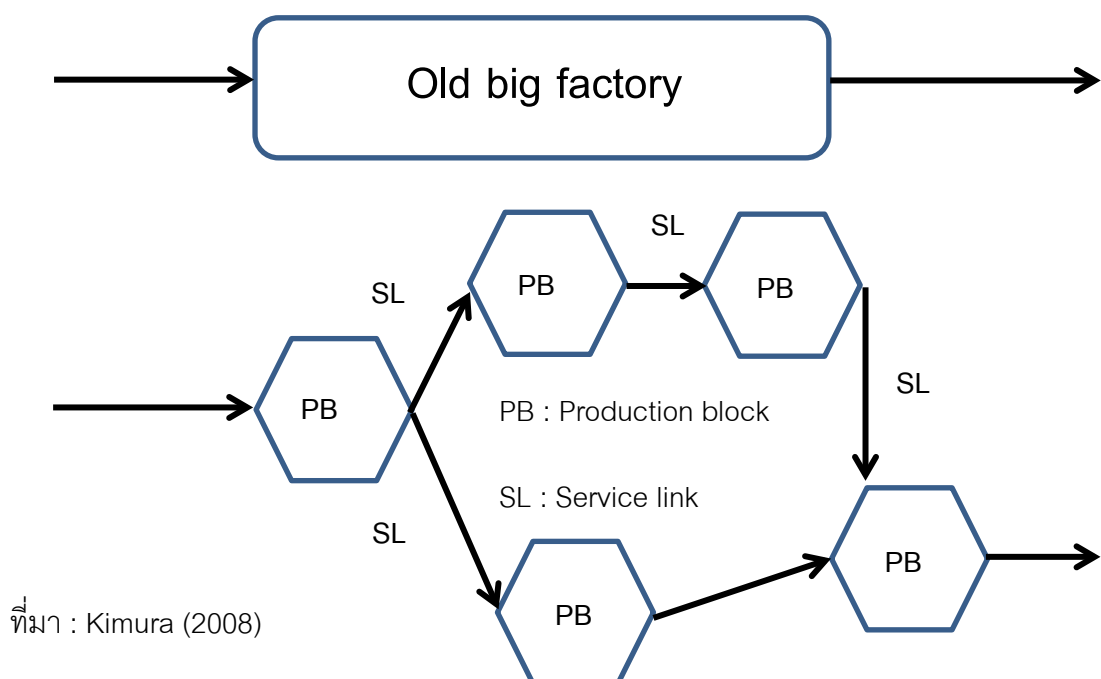 Old big factory
SL
PB
PB
SL
SL
PB
PB : Production block
SL
SL : Service link
SL
PB
PB
ที่มา : Kimura (2008)